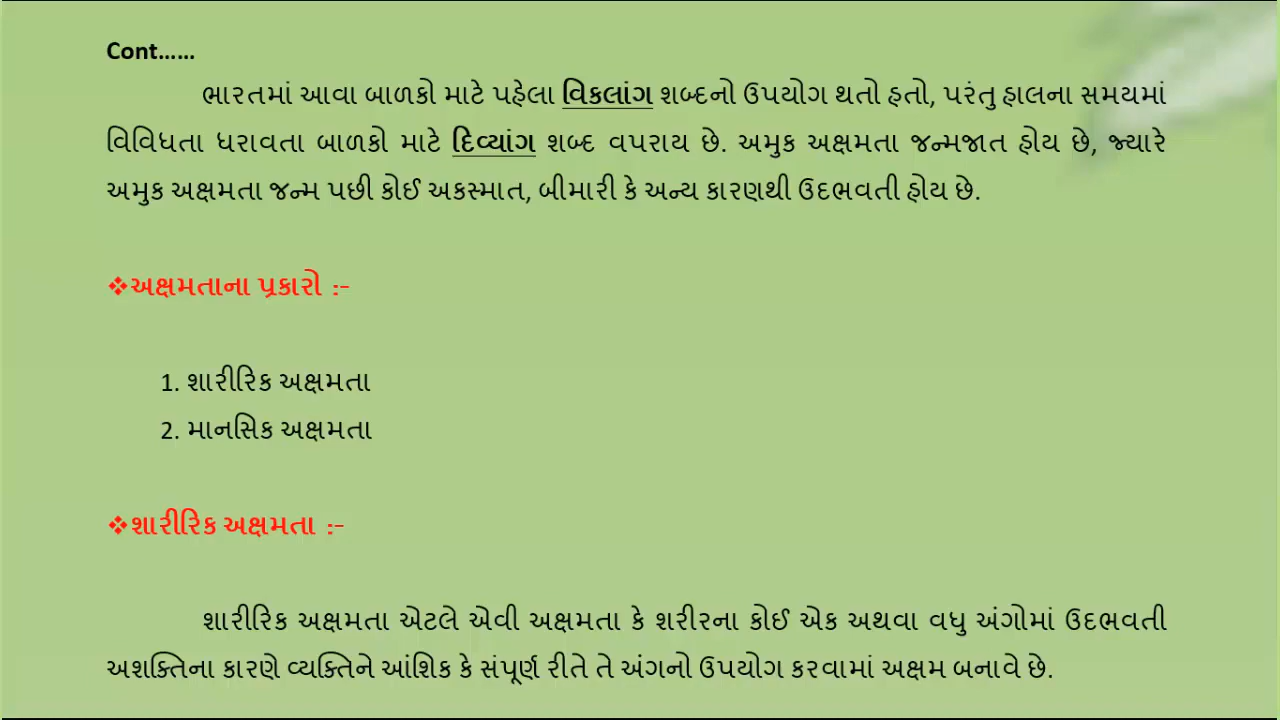 Cont......
ભારતમાં આવા બાળકો માટે પહેલા વિકલાંગ શબ્દનો ઉપયોગ થતો હતો, પરંતુ હાલના સમયમાં
વિવિધતા ધરાવતા બાળકો માટે દિવ્યાંગ શબ્દ વપરાય છે. અમુક અક્ષમતા જન્મજાત હોય છે, જ્યારે
અમુક અક્ષમતા જન્મ પછી કોઈ અકસ્માત, બીમારી કે અન્ય કારણથી ઉદભવતી હોય છે.
❖અક્ષમતાના પ્રકારો :-
1. શારીરિક અક્ષમતા
2. માનસિક અક્ષમતા
❖શારીરિક અક્ષમતા :-
શારીરિક અક્ષમતા એટલે એવી અક્ષમતા કે શરીરના કોઈ એક અથવા વધુ અંગોમાં ઉદભવતી
અશક્તિના કારણે વ્યક્તિને આંશિક કે સંપૂર્ણ રીતે તે અંગનો ઉપયોગ કરવામાં અક્ષમ બનાવે છે.